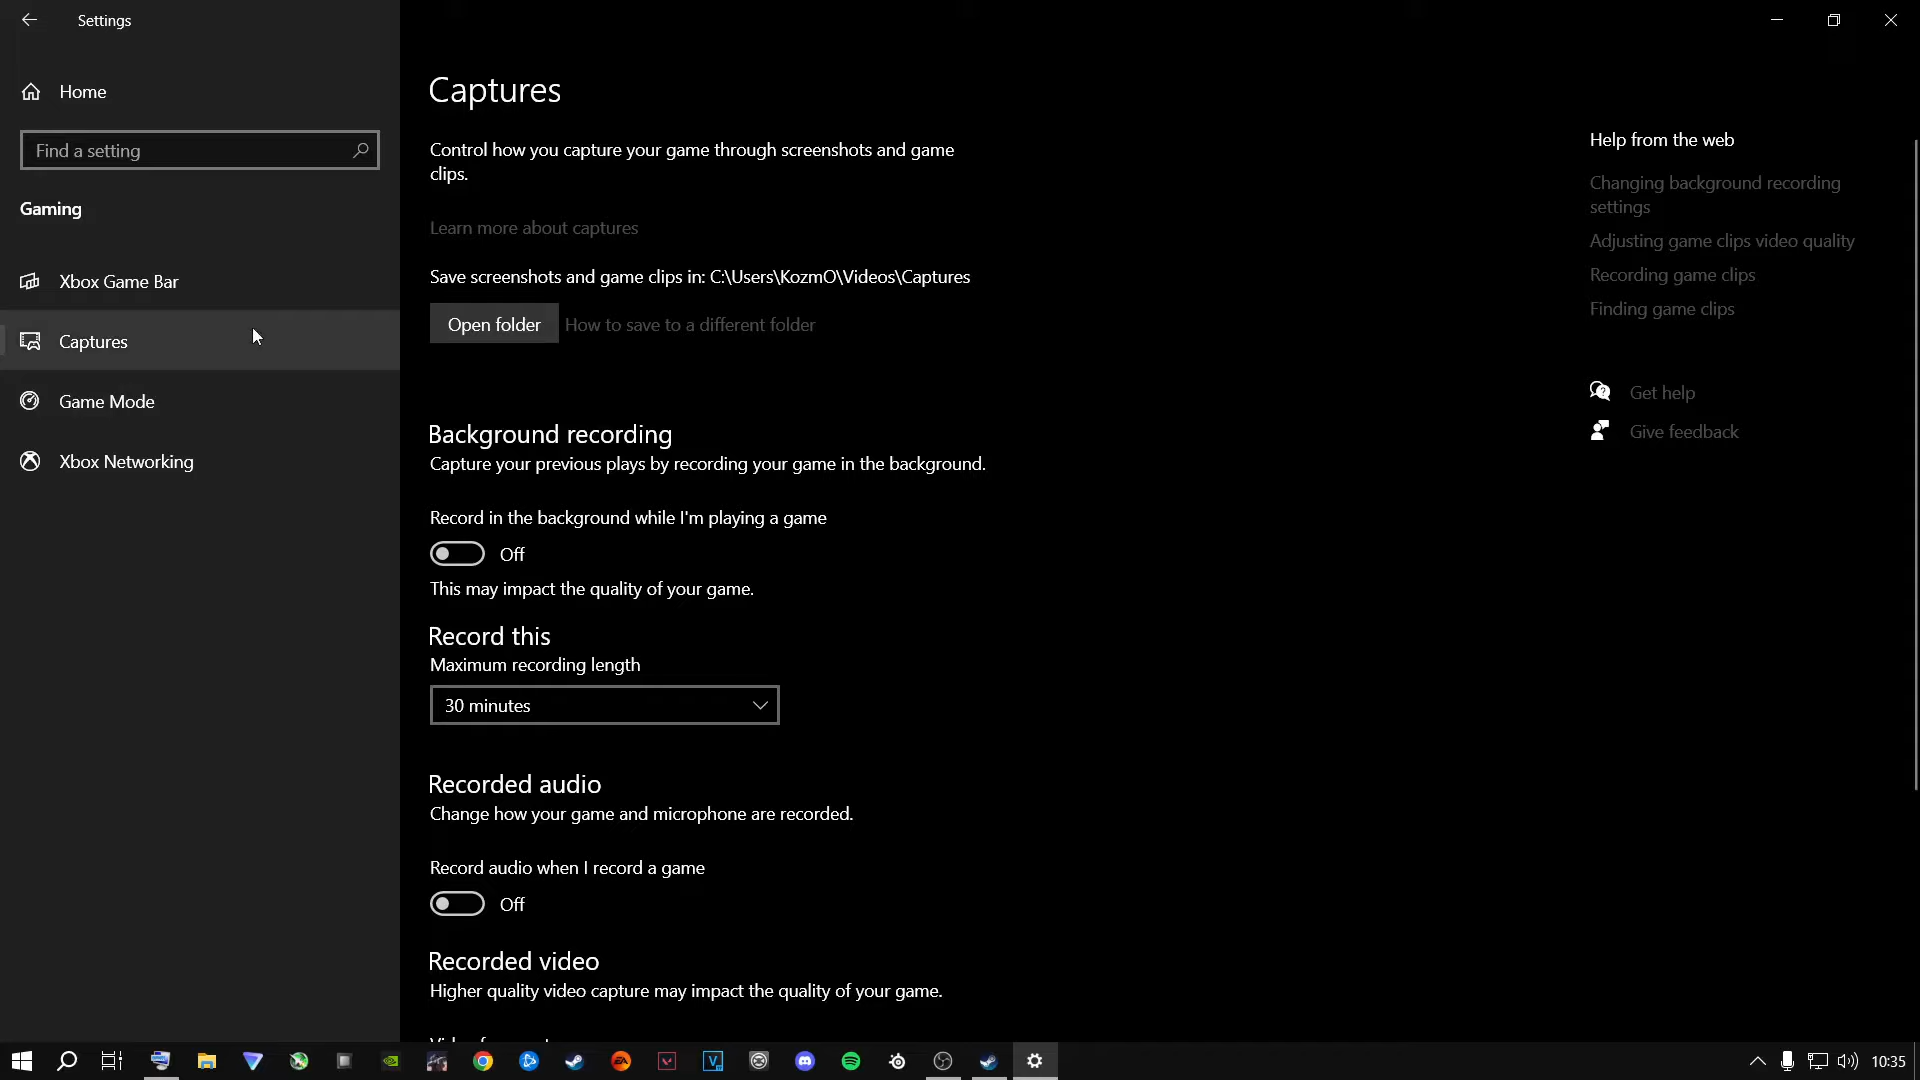 Settings
Home
Find a setting
Gaming
Xbox Game Bar
Captures
Game Mode
Xbox Networking
Captures
Control how you capture your game through screenshots and game
clips.
Learn more about captures
Save screenshots and game clips in: C:\Users\KozmO\Videos\Captures
Open folder
How to save to a different folder
Background recording
Capture your previous plays by recording your game in the background.
Record in the background while I'm playing a game
Off
This may impact the quality of your game.
Record this
Maximum recording length
30 minutes
Recorded audio
Change how your game and microphone are recorded.
Record audio when I record a game
Off
Recorded video
Higher quality video capture may impact the quality of your game.
Help from the web
Changing background recording
settings
Adjusting game clips video quality
Recording game clips
Finding game clips
Get help
Give feedback
10:35